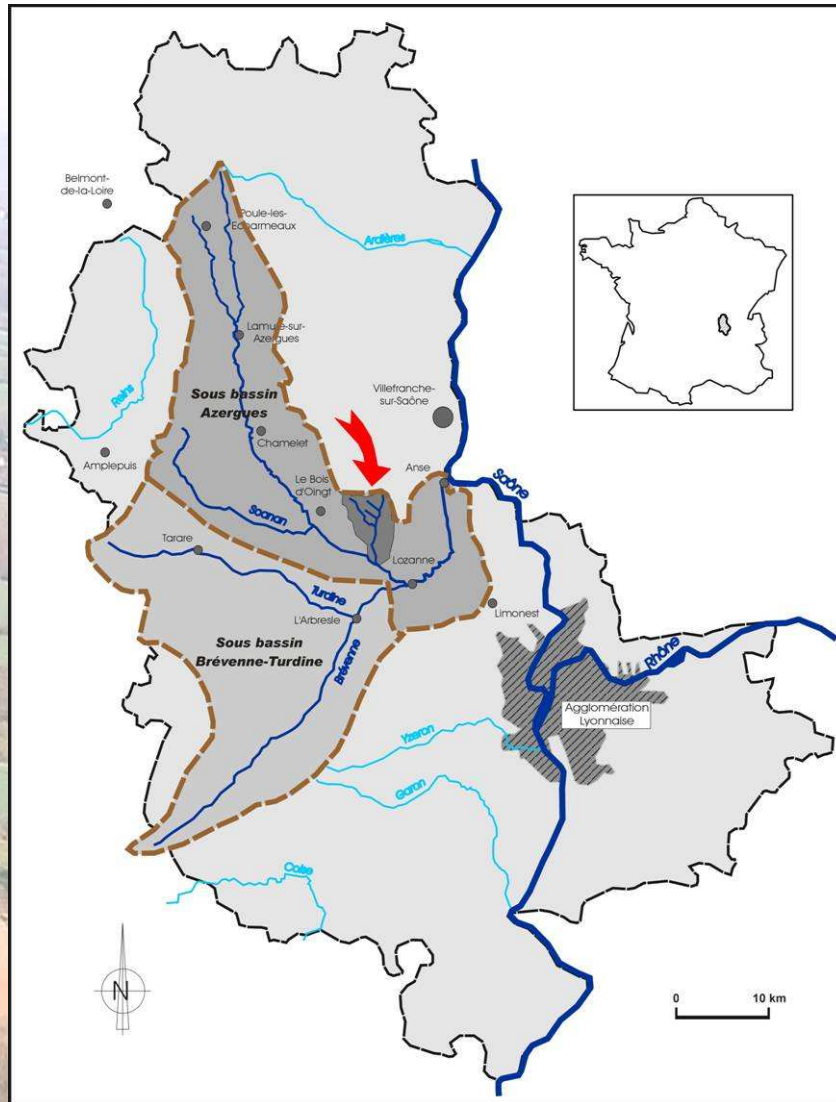 Belmont-
de-la-Loire
Poule-les-
Echarmeaux
Ardières
Lamure-sur-
Azergues
Reins
Villefranche-
sur-Saône
Sous bassin
Azergues
Chamelet
Amplepuis
Le Bois
d'Oingt
Anse
Saône
Soanan
Tarare
Lozanne
Turdine
L'Arbresle
Limonest
Sous bassin
Brévenne-Turdine
Brévenne
Rhône
Agglomération
Lyonnaise
Yzeron
Garon
Coise
N
0 10 km